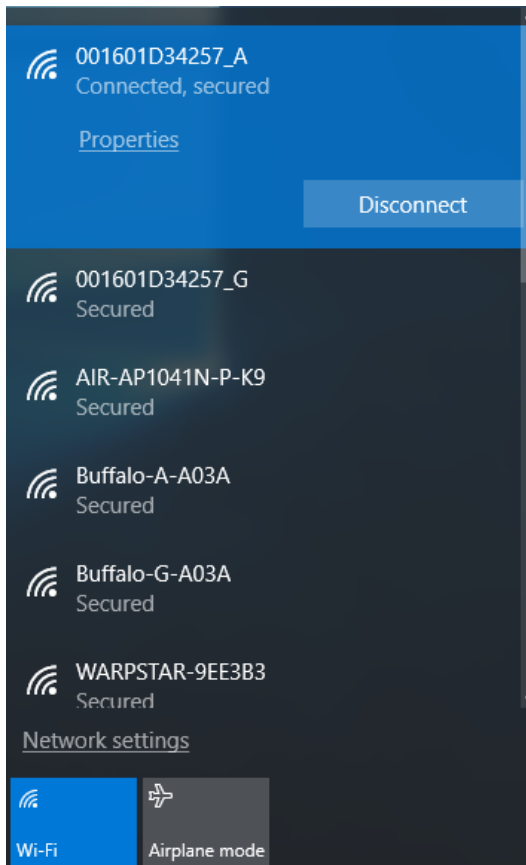 001601D34257_A
Connected, secured
Properties
Disconnect
001601D34257_G
Secured
AIR-AP1041N-P-K9
Secured
Buffalo-A-A03A
Secured
Buffalo-G-A03A
Secured
WARPSTAR-9EE3B3
Secured
Network settings
Wi-Fi
Airplane mode